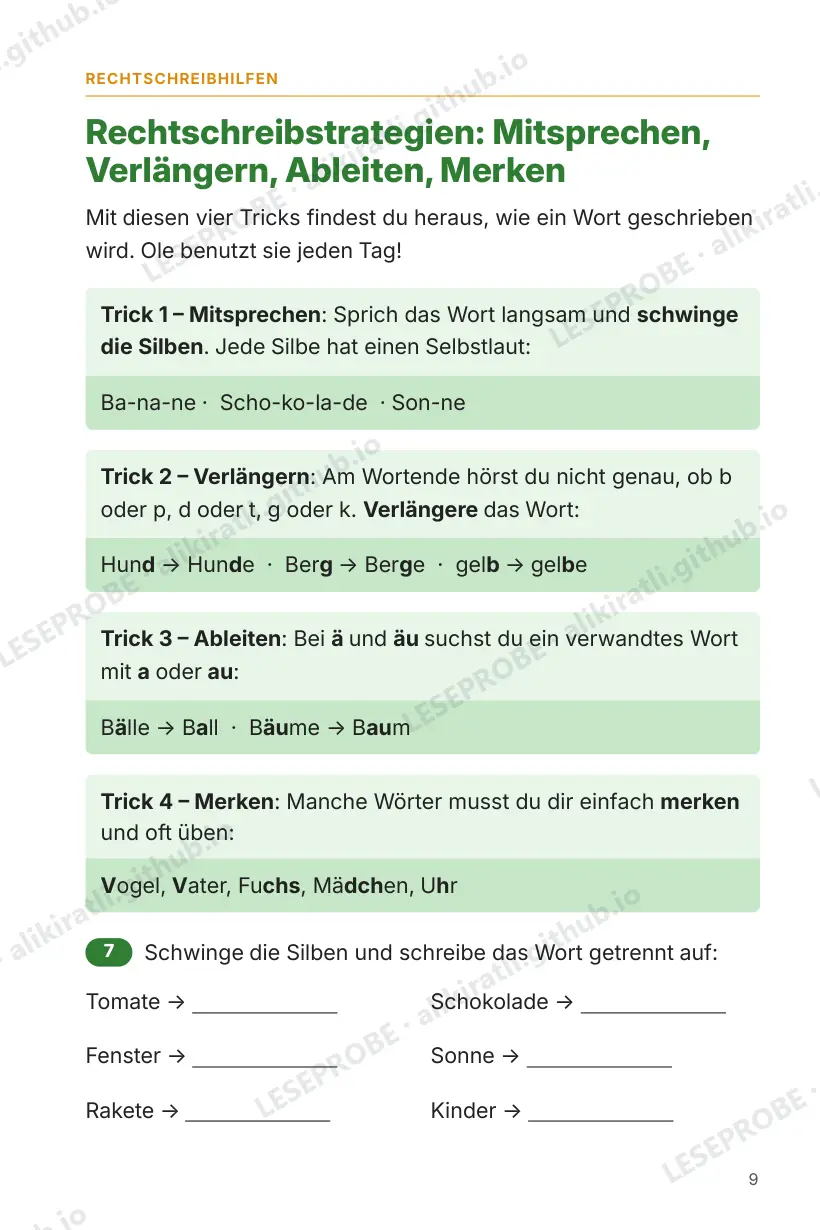 RECHTSCHREIBHILFEN
Rechtschreibstrategien: Mitsprechen,
Verlängern, Ableiten, Merken
Mit diesen vier Tricks findest du heraus, wie ein Wort geschrieben
wird. Ole benutzt sie jeden Tag!
Trick 1 – Mitsprechen: Sprich das Wort langsam und schwinge
die Silben. Jede Silbe hat einen Selbstlaut:
Ba-na-ne · Scho-ko-la-de · Son-ne
Trick 2 – Verlängern: Am Wortende hörst du nicht genau, ob b
oder p, d oder t, g oder k. Verlängere das Wort:
Hund → Hunde · Berg → Berge · gelb → gelbe
Trick 3 – Ableiten: Bei ä und äu suchst du ein verwandtes Wort
mit a oder au:
Bälle → Ball · Bäume → Baum
Trick 4 – Merken: Manche Wörter musst du dir einfach merken
und oft üben:
Vogel, Vater, Fuchs, Mädchen, Uhr
7 Schwinge die Silben und schreibe das Wort getrennt auf:
Tomate → ____________ Schokolade → ____________
Fenster → ____________ Sonne → ____________
Rakete → ____________ Kinder → ____________
9
LESEPROBE · alikiratli.github.io